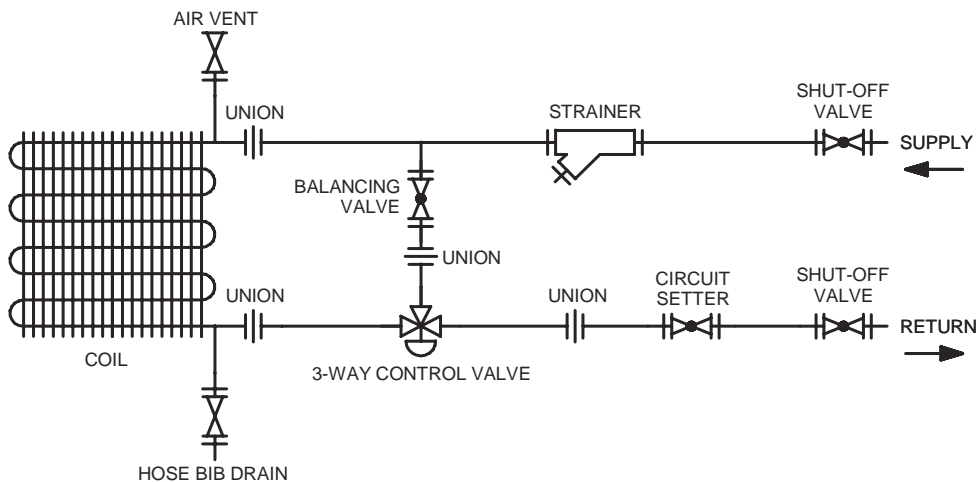 AIR VENT
UNION
STRAINER
SHUT-OFF
VALVE
SUPPLY
BALANCING
VALVE
UNION
UNION
UNION
CIRCUIT
SETTER
SHUT-OFF
VALVE
RETURN
COIL
3-WAY CONTROL VALVE
HOSE BIB DRAIN